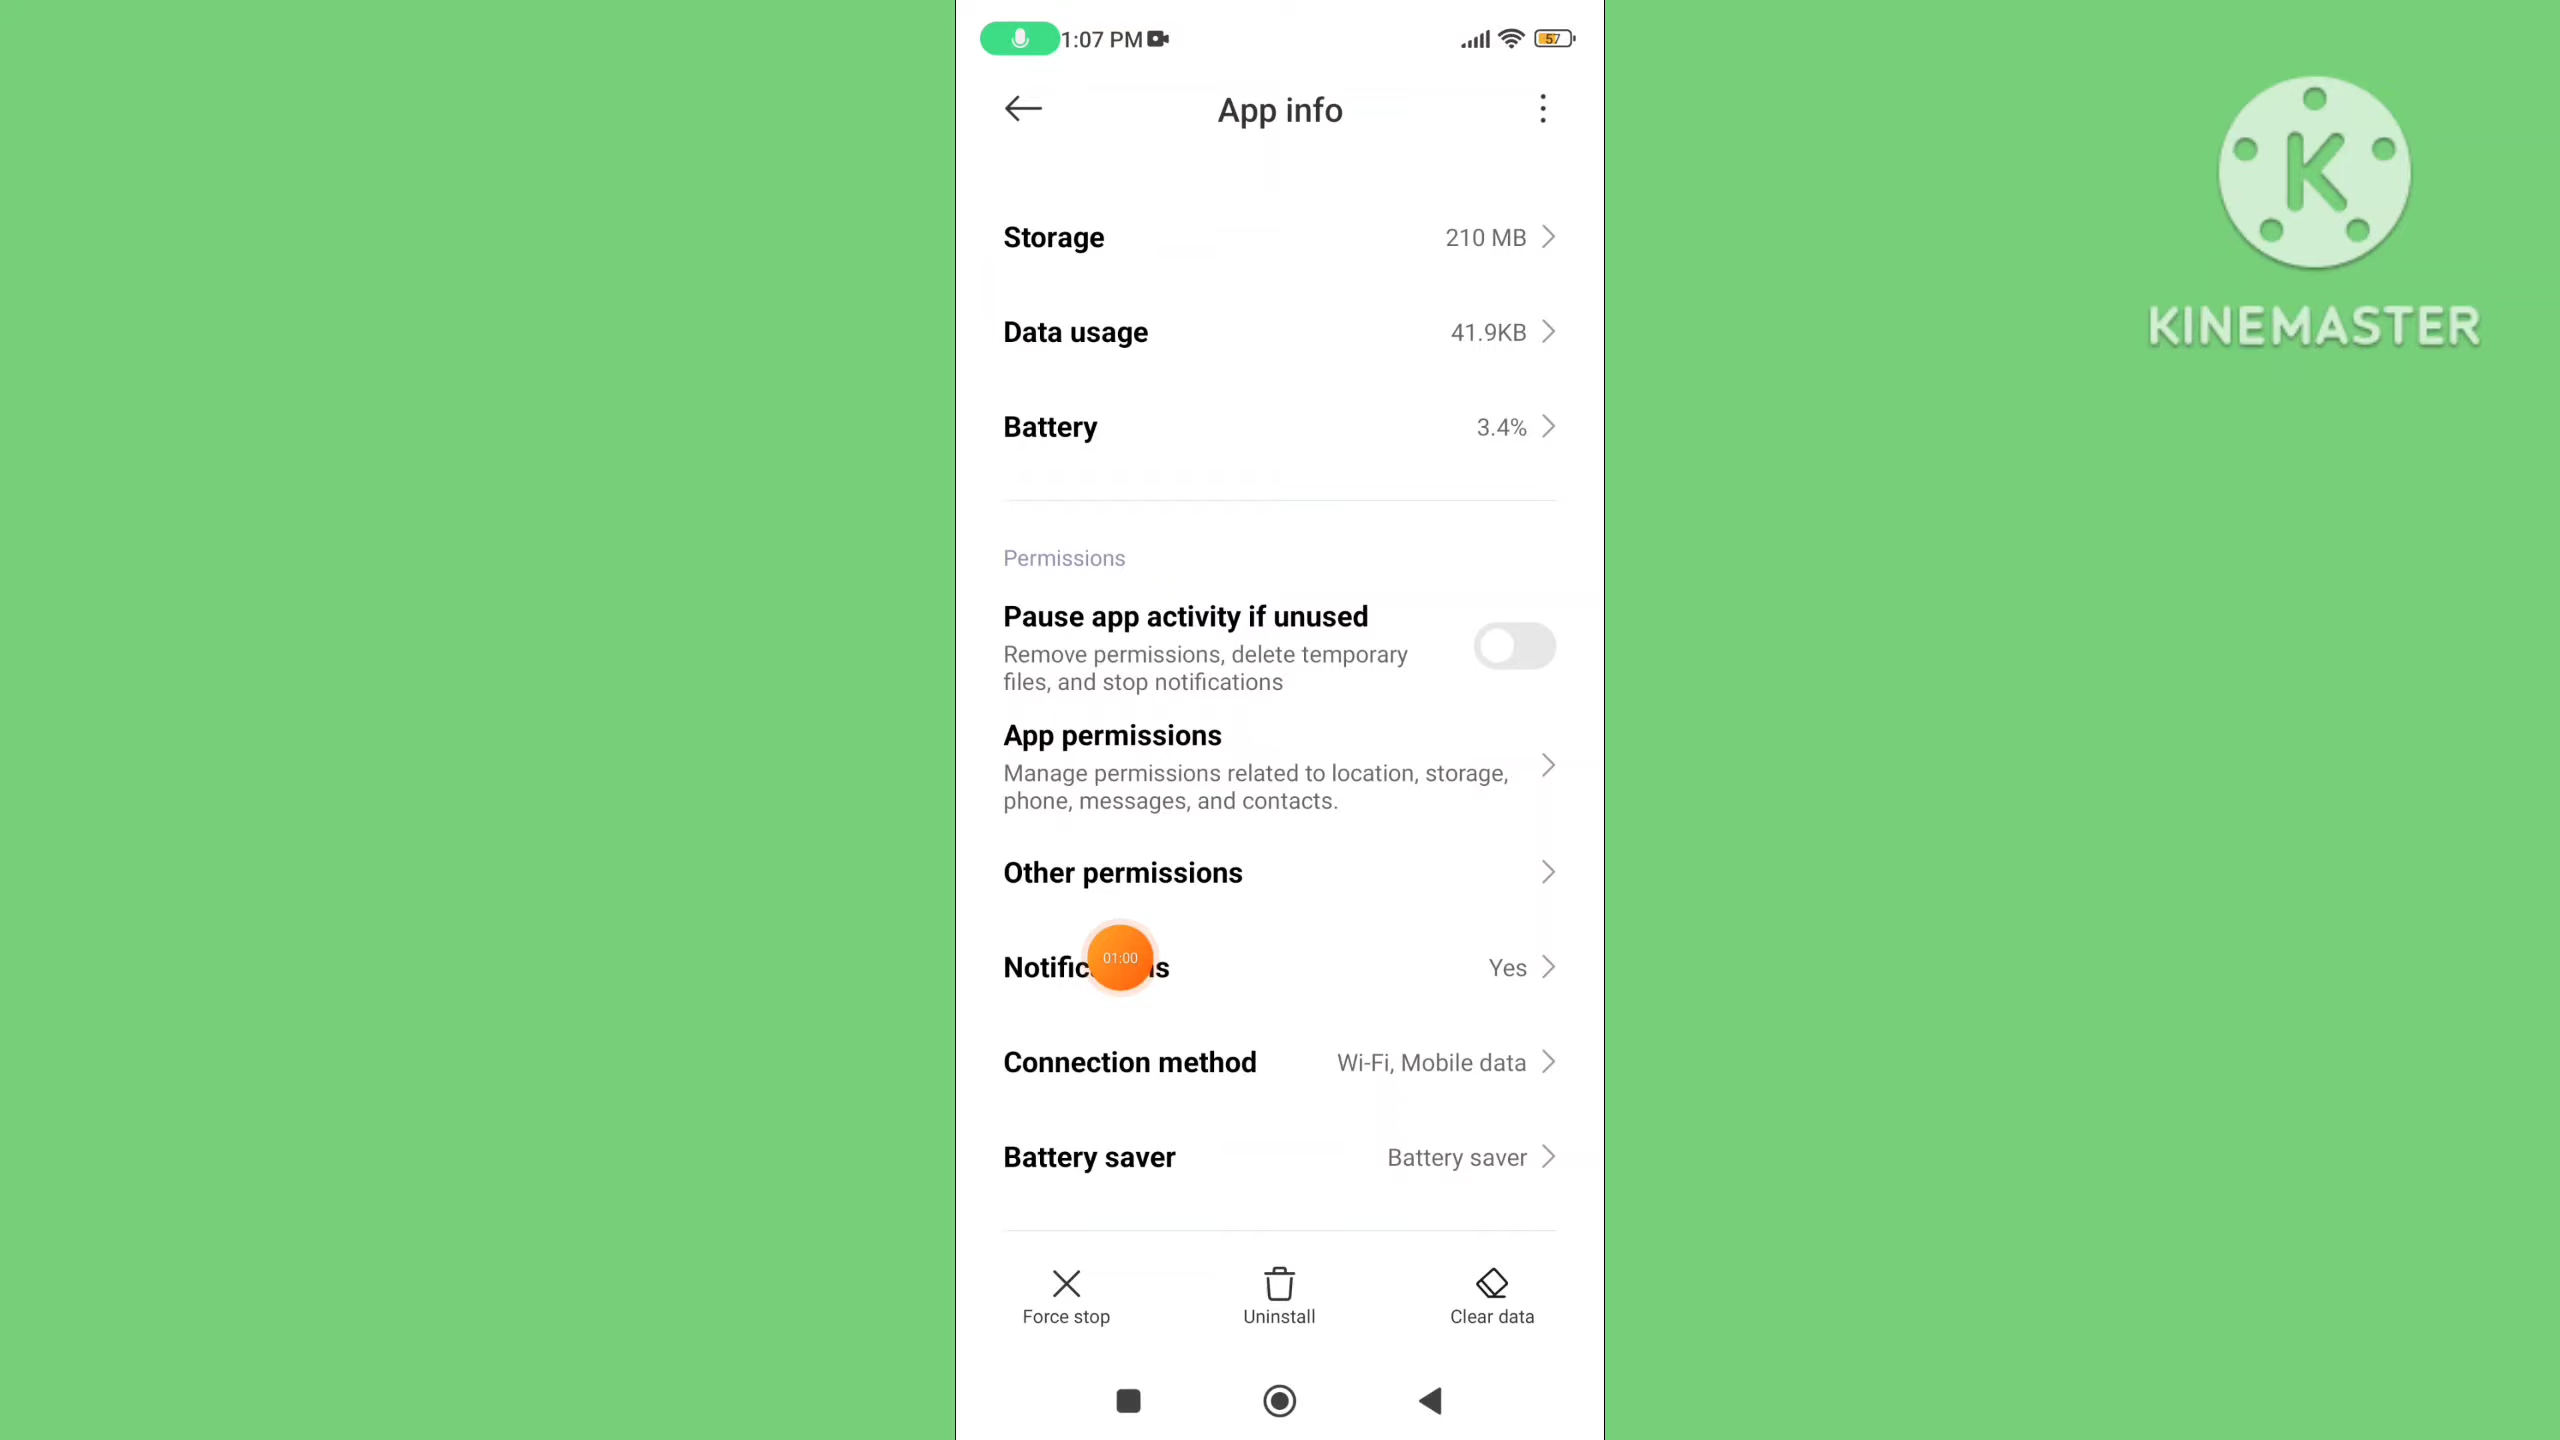 1:07 PM
57
App info
KINEMASTER
Storage
210 MB
Data usage
41.9KB
Battery
3.4%
Permissions
Pause app activity if unused
Remove permissions, delete temporary
files, and stop notifications
App permissions
Manage permissions related to location, storage,
phone, messages, and contacts.
Other permissions
01:00
Yes
Connection method
Wi-Fi, Mobile data
Battery saver
Battery saver
Force stop
Uninstall
Clear data